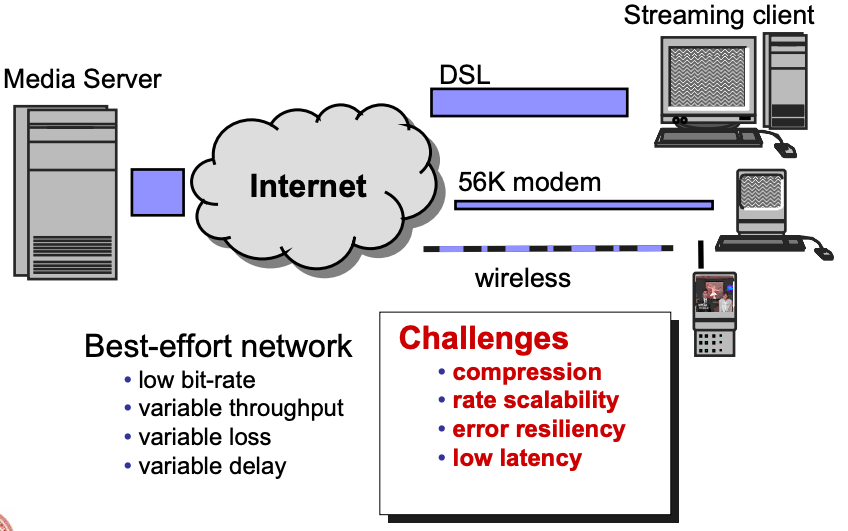 Streaming client
Media Server
DSL
Internet
56K modem
wireless
Best-effort network
• low bit-rate
• variable throughput
• variable loss
• variable delay
Challenges
• compression
• rate scalability
• error resiliency
• low latency